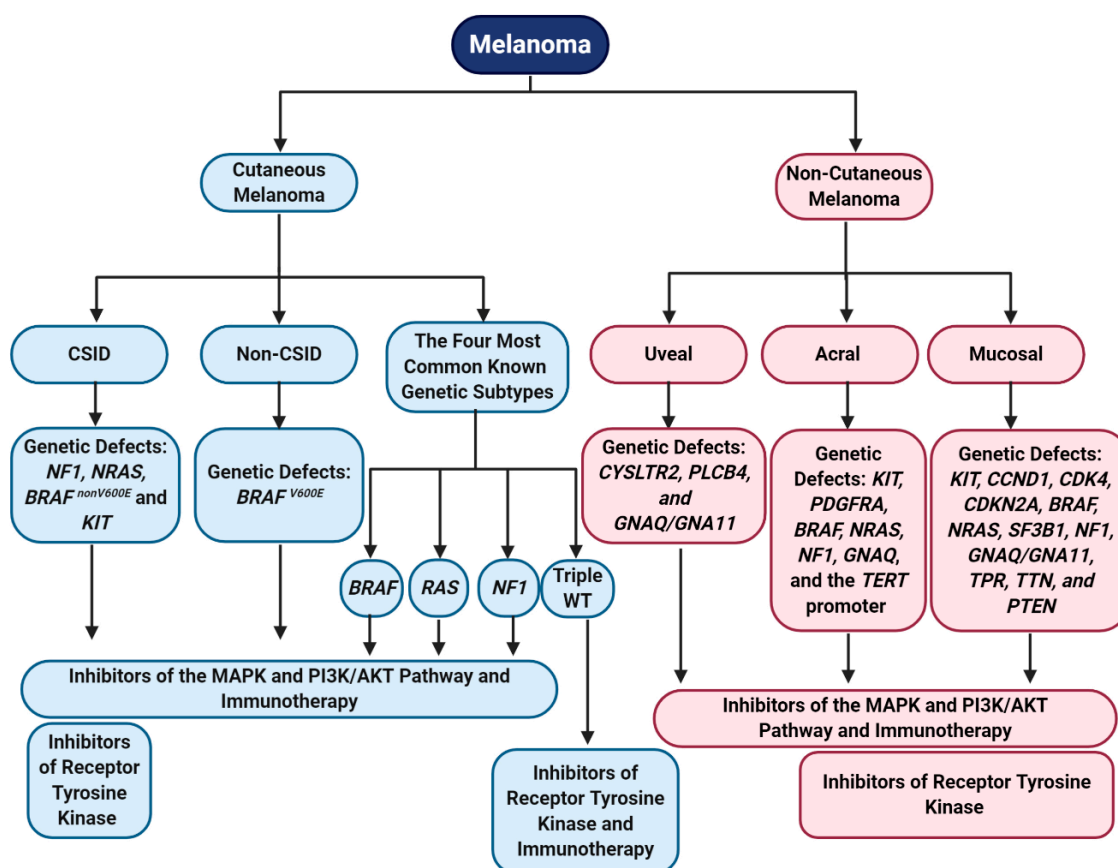 Melanoma
Cutaneous
Melanoma
Non-Cutaneous
Melanoma
CSID
Non-CSID
The Four Most
Common Known
Genetic Subtypes
Uveal
Acral
Mucosal
Genetic Defects:
NF1, NRAS,
BRAF nonV600E and
KIT
Genetic Defects:
BRAF V600E
Genetic Defects:
CYSLTR2, PLCB4,
and
GNAQ/GNA11
Genetic
Defects: KIT,
PDGFRA,
BRAF, NRAS,
NF1, GNAQ,
and the TERT
promoter
Genetic Defects:
KIT, CCND1, CDK4,
CDKN2A, BRAF,
NRAS, SF3B1, NF1,
GNAQ/GNA11,
TPR, TTN, and
PTEN
BRAF
RAS
NF1
Triple
WT
Inhibitors of the MAPK and PI3K/AKT Pathway and
Immunotherapy
Inhibitors of the MAPK and PI3K/AKT
Pathway and Immunotherapy
Inhibitors
of Receptor
Tyrosine
Kinase
Inhibitors of
Receptor Tyrosine
Kinase and
Immunotherapy
Inhibitors of Receptor Tyrosine
Kinase